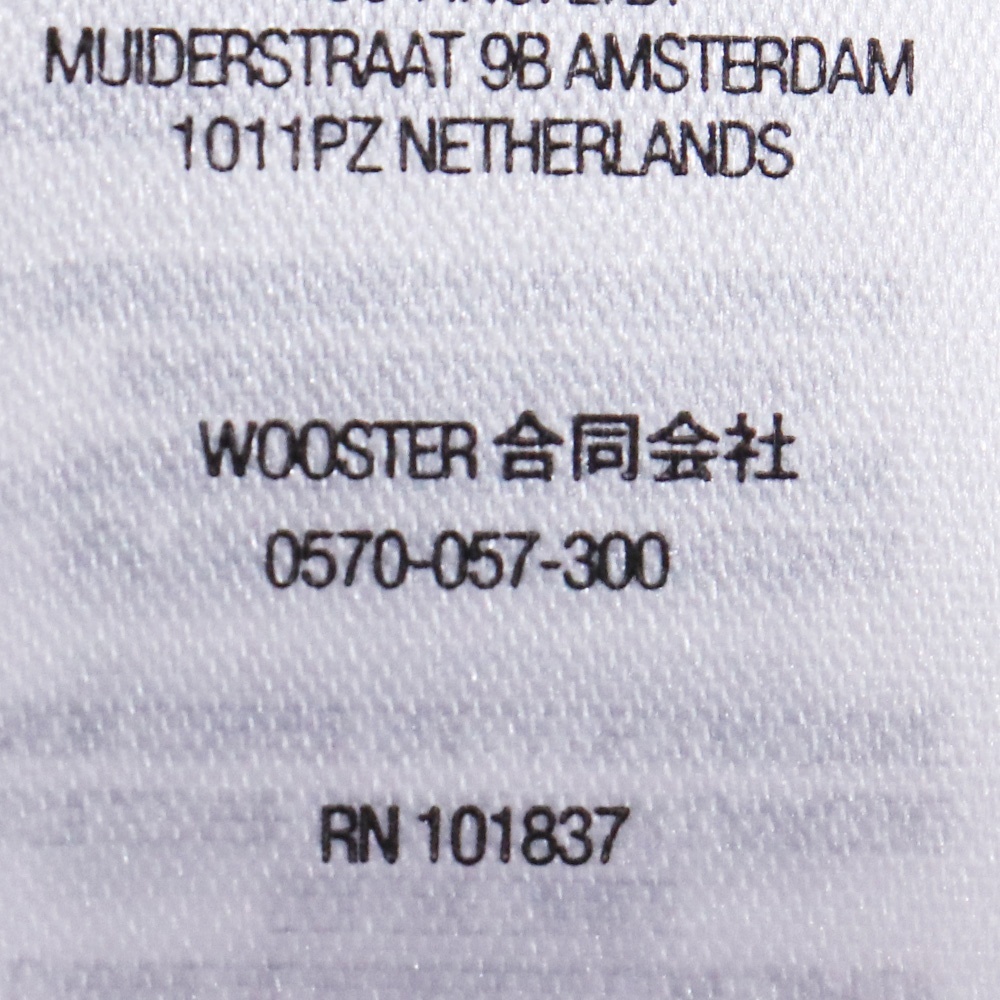 MUIDERSTRAAT 9B AMSTERDAM
1011PZ NETHERLANDS
WOOSTER 合同会社
0570-057-300
RN 101837